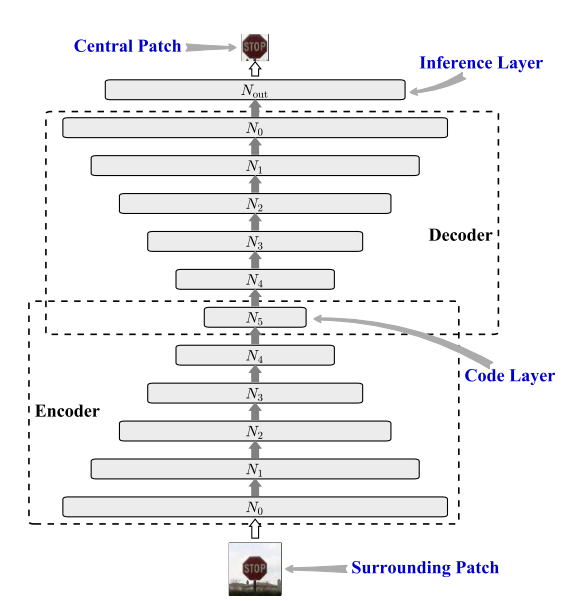 Central Patch
STOP
Inference Layer
N_out
N_0
N_1
N_2
N_3
Decoder
N_4
N_5
N_4
Code Layer
N_3
Encoder
N_2
N_1
N_0
STOP
Surrounding Patch